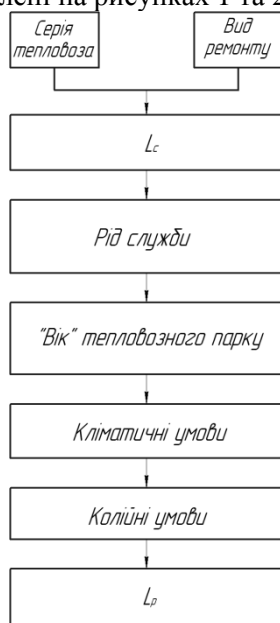 лені на рисунках 1 та 2
Серія
тепловоза
Вид
ремонту
Lс
Рід служби
"Вік" тепловозного парку
Кліматичні умови
Колійні умови
Lр